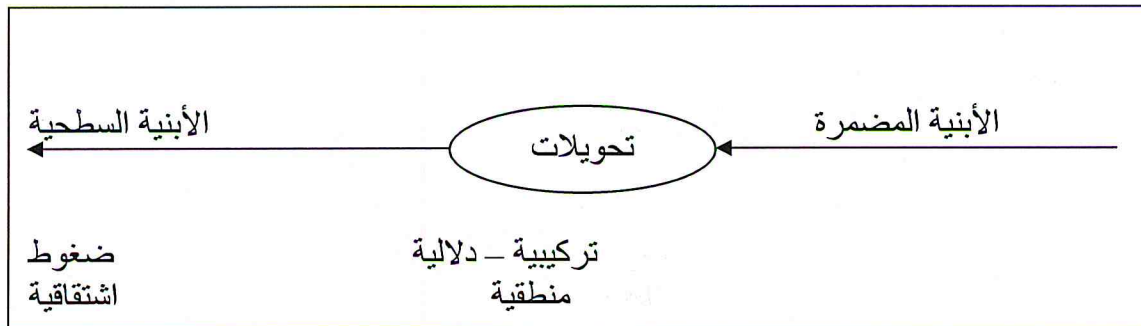 الأبنية المضمرة
تحويلات
الأبنية السطحية
تركيبية – دلالية
منطقية
ضغوط
اشتقاقية